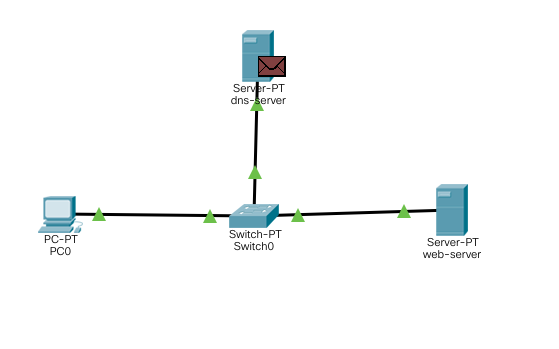 Server-PT
dns-server
PC-PT
PC0
Switch-PT
Switch0
Server-PT
web-server